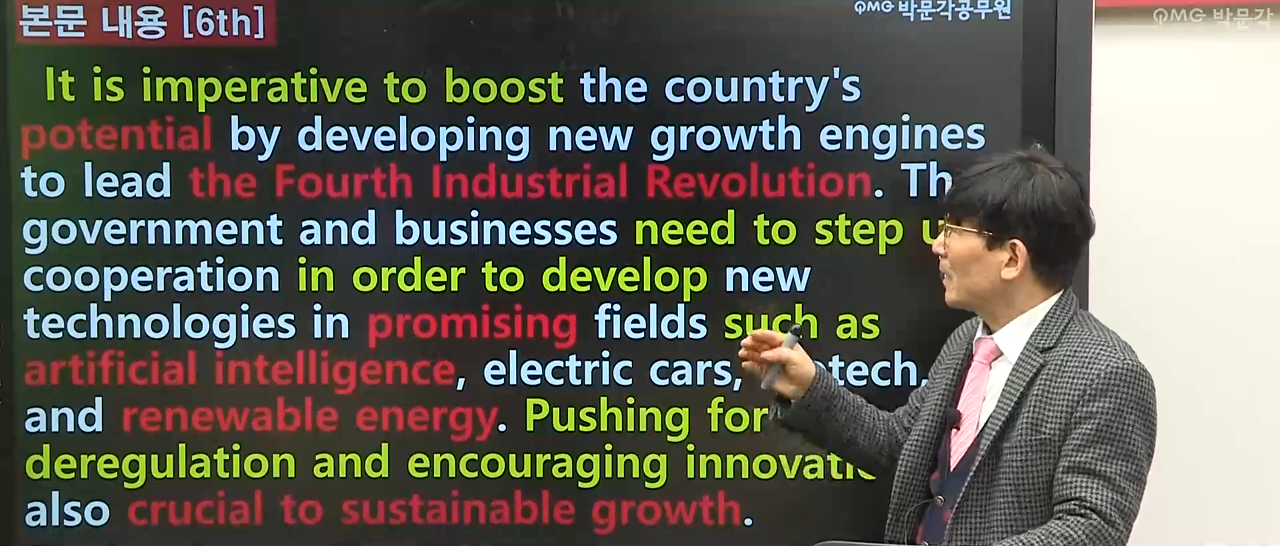 본문 내용 [6th]
PMG 박문각공무원
PMG 박문각
It is imperative to boost the country's
potential by developing new growth engines
to lead the Fourth Industrial Revolution.
government and businesses need to step
cooperation in order to develop new
technologies in promising fields such as
artificial intelligence, electric cars,
and renewable energy. Pushing for
deregulation and encouraging
also crucial to sustainable growth.